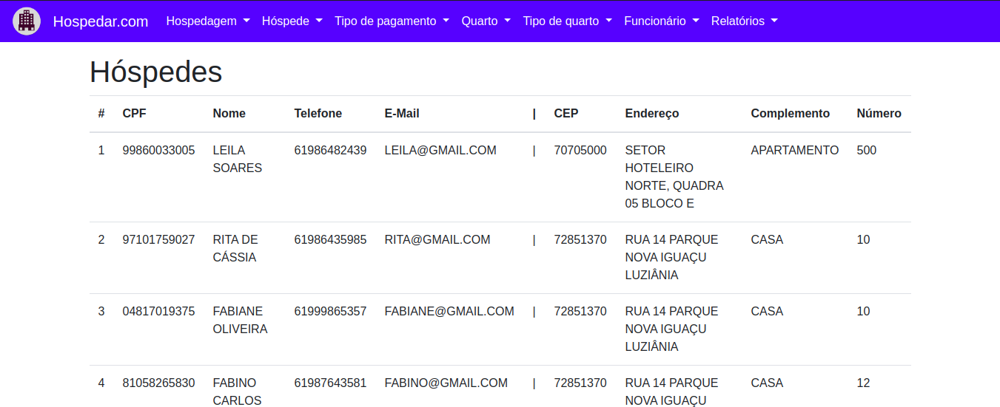 Hospedar.com Hospedagem Hóspede Tipo de pagamento Quarto Tipo de quarto Funcionário Relatórios
Hóspedes
# CPF Nome Telefone E-Mail | CEP Endereço Complemento Número
1 99860033005 LEILA 61986482439 LEILA@GMAIL.COM | 70705000 SETOR APARTAMENTO 500
SOARES HOTELEIRO
NORTE, QUADRA
05 BLOCO E
2 97101759027 RITA DE 61986435985 RITA@GMAIL.COM | 72851370 RUA 14 PARQUE CASA 10
CÁSSIA NOVA IGUAÇU
LUZIÂNIA
3 04817019375 FABIANE 61999865357 FABIANE@GMAIL.COM | 72851370 RUA 14 PARQUE CASA 10
OLIVEIRA NOVA IGUAÇU
LUZIÂNIA
4 81058265830 FABINO 61987643581 FABINO@GMAIL.COM | 72851370 RUA 14 PARQUE CASA 12
CARLOS NOVA IGUAÇU